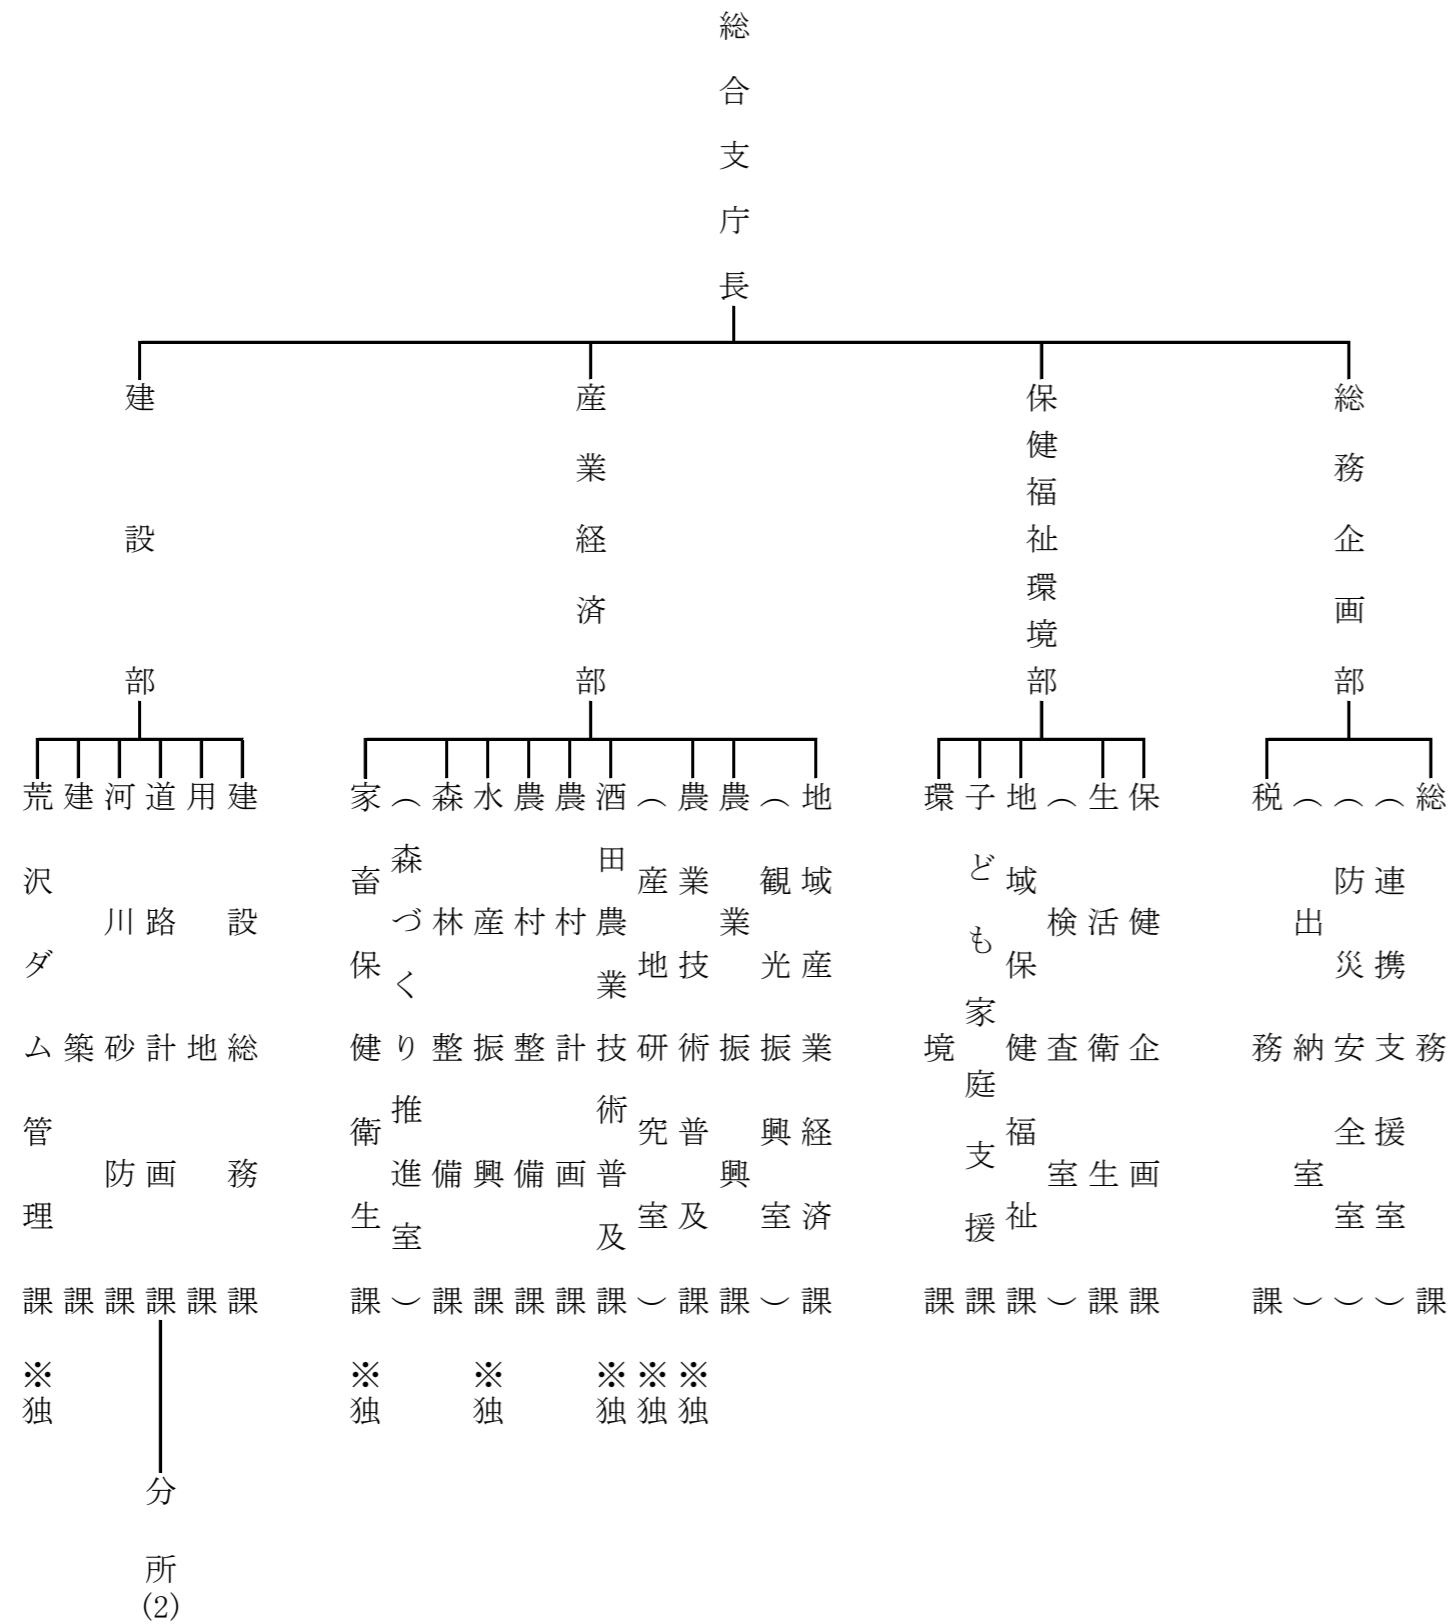 総合支庁長
総務企画部
総務課
（連携支援室）
（防災安全室）
（出納室）
税務課
保健福祉環境部
保健企画課
生活衛生課
（検査室）
地域保健福祉課
子ども家庭支援課
環境課
産業経済部
地域産業経済課
（観光振興室）
農業振興課
農業技術普及課 ※独
（産地研究室） ※独
酒田農業技術普及課 ※独
農村計画課
農村整備課
水産振興課 ※独
森林整備課
（森づくり推進室）
家畜保健衛生課 ※独
建設部
建設総務課
用地課
道路計画課
分所(2)
河川砂防課
建築課
荒沢ダム管理課 ※独